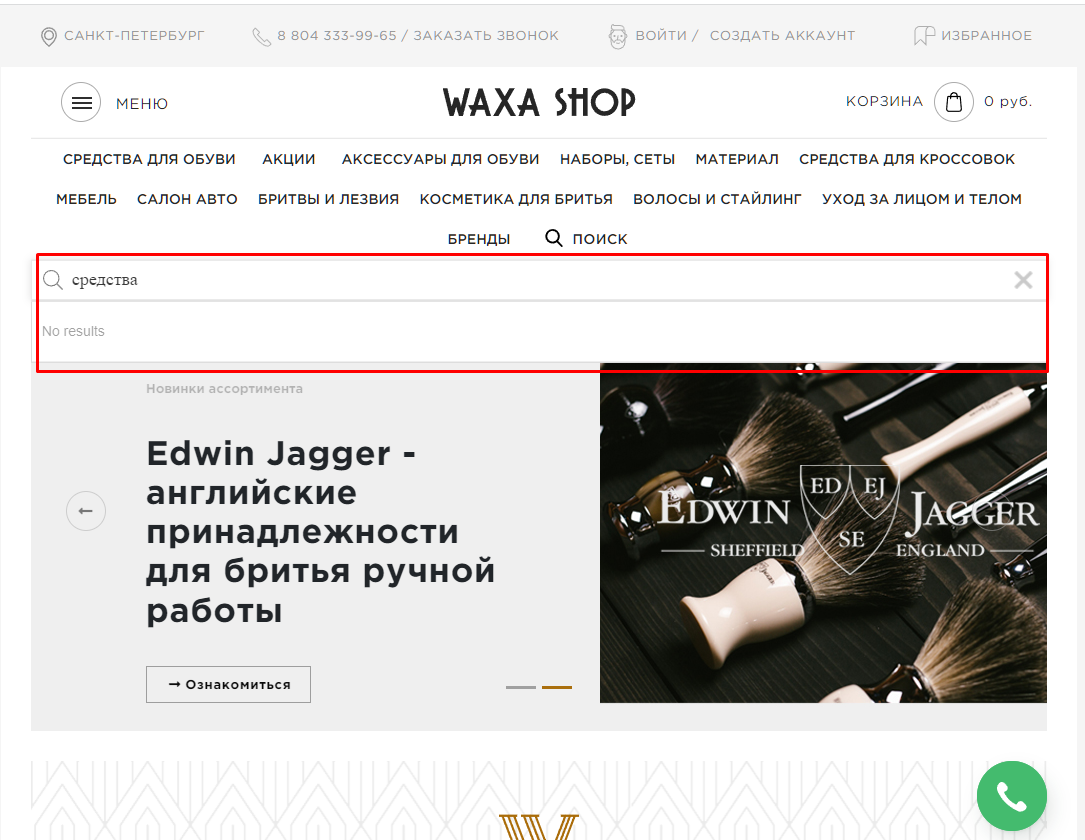 САНКТ-ПЕТЕРБУРГ
8 804 333-99-65 / ЗАКАЗАТЬ ЗВОНОК
ВОЙТИ / СОЗДАТЬ АККАУНТ
ИЗБРАННОЕ
МЕНЮ
WAXA SHOP
КОРЗИНА
0 руб.
СРЕДСТВА ДЛЯ ОБУВИ АКЦИИ АКСЕССУАРЫ ДЛЯ ОБУВИ НАБОРЫ, СЕТЫ МАТЕРИАЛ СРЕДСТВА ДЛЯ КРОССОВОК
МЕБЕЛЬ САЛОН АВТО БРИТВЫ И ЛЕЗВИЯ КОСМЕТИКА ДЛЯ БРИТЬЯ ВОЛОСЫ И СТАЙЛИНГ УХОД ЗА ЛИЦОМ И ТЕЛОМ
БРЕНДЫ ПОИСК
средства
No results
Новинки ассортимента
Edwin Jagger -
английские
принадлежности
для бритья ручной
работы
→ Ознакомиться
ED EJ
EDWIN JAGGER
SE
SHEFFIELD ENGLAND